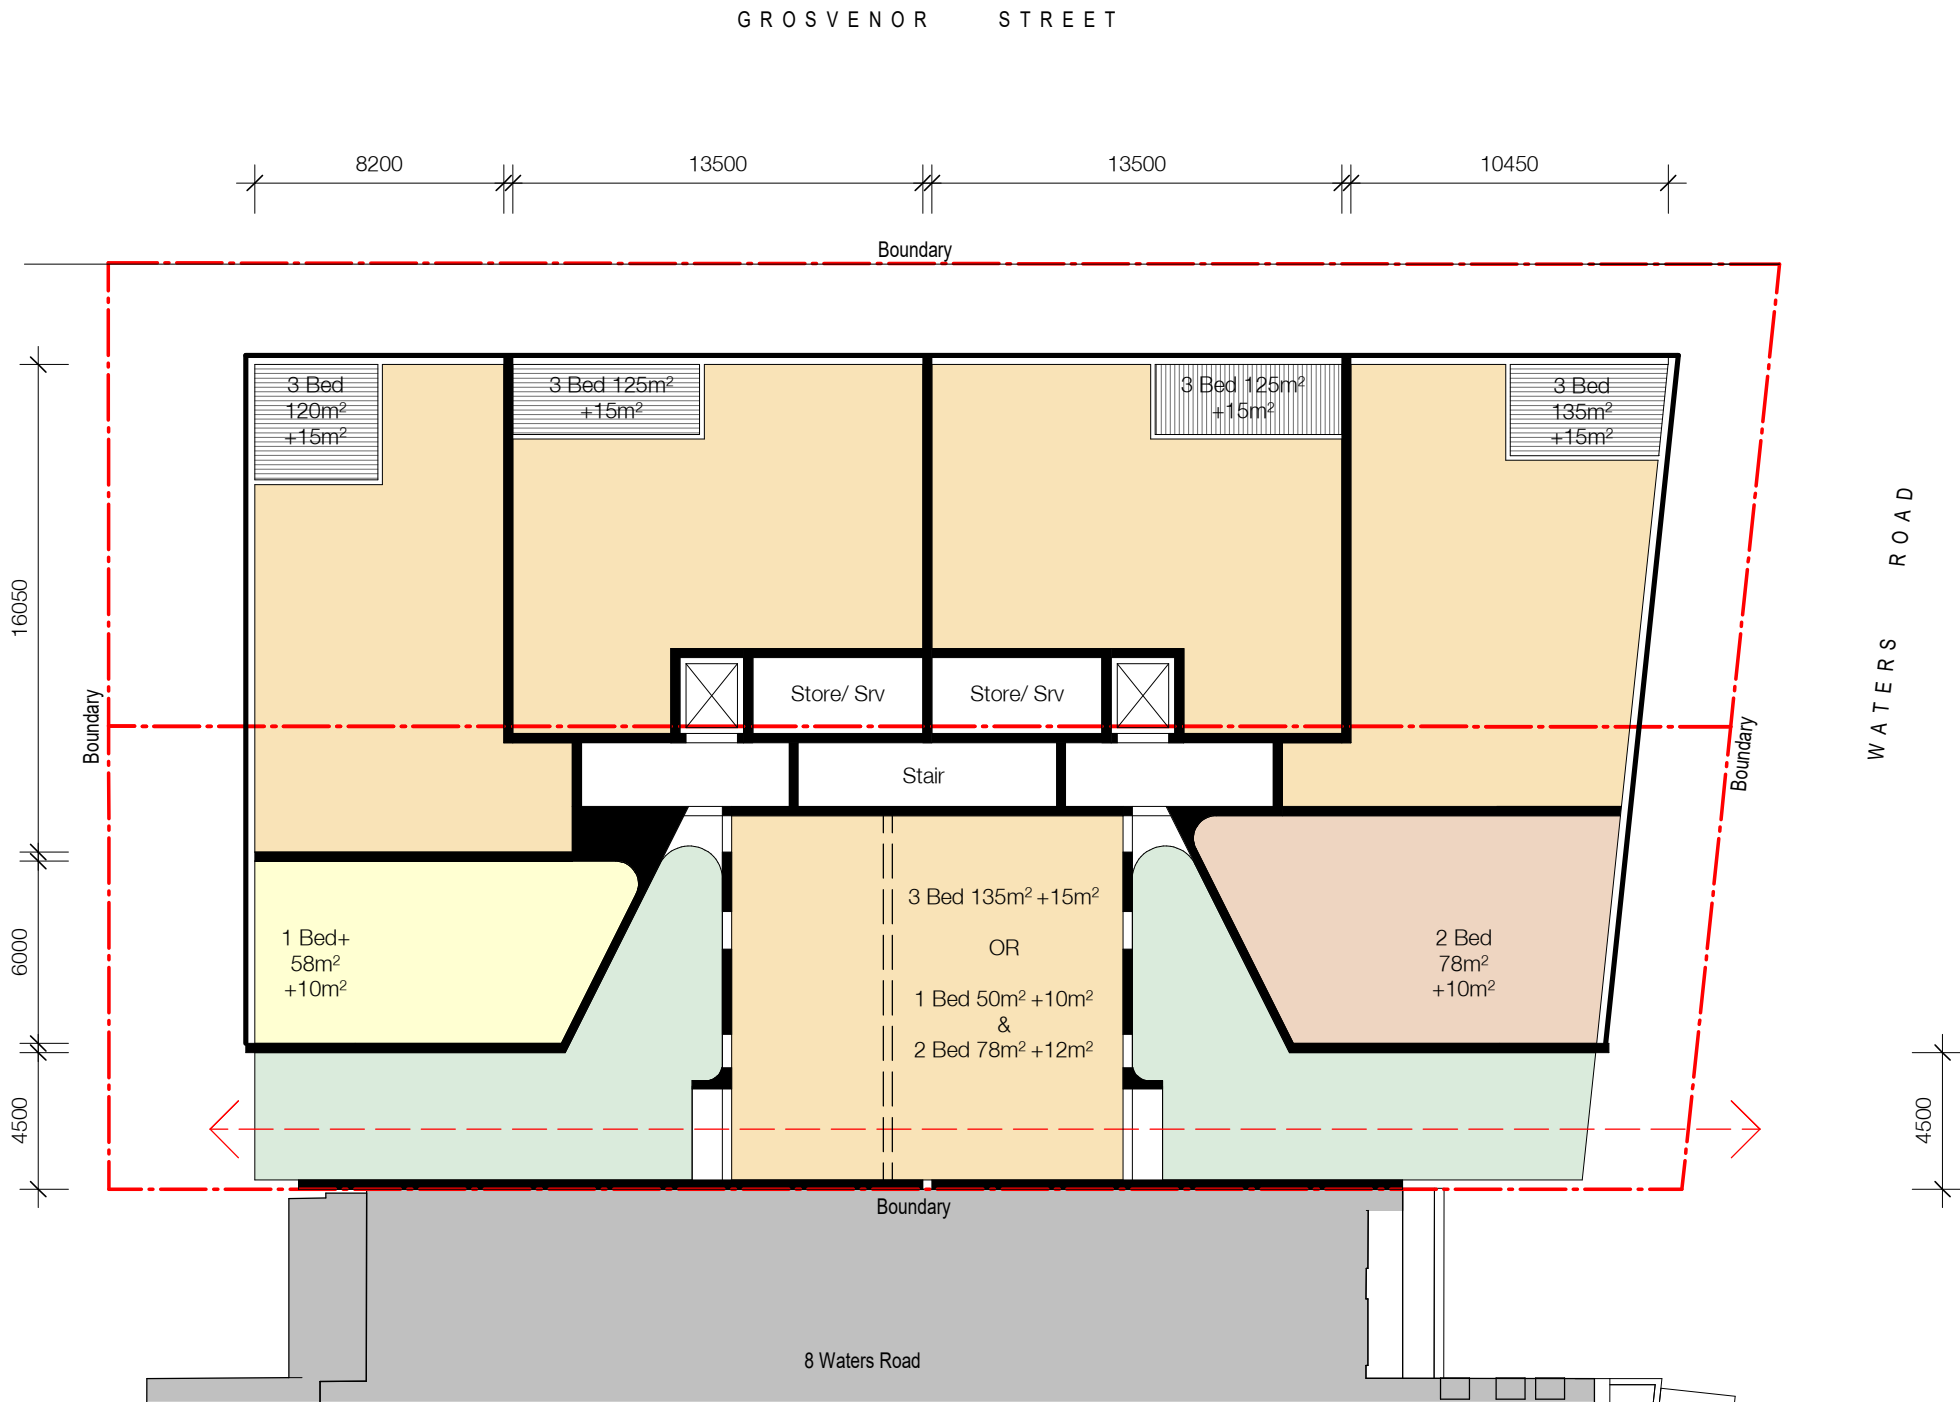 GROSVENOR STREET
8200
13500
13500
10450
Boundary
3 Bed
120m²
+15m²
3 Bed 125m²
+15m²
3 Bed 125m²
+15m²
3 Bed
135m²
+15m²
WATERS ROAD
16050
Boundary
Store/ Srv
Store/ Srv
Boundary
Stair
6000
1 Bed+
58m²
+10m²
3 Bed 135m² +15m²
OR
1 Bed 50m² +10m²
&
2 Bed 78m² +12m²
2 Bed
78m²
+10m²
4500
4500
Boundary
8 Waters Road